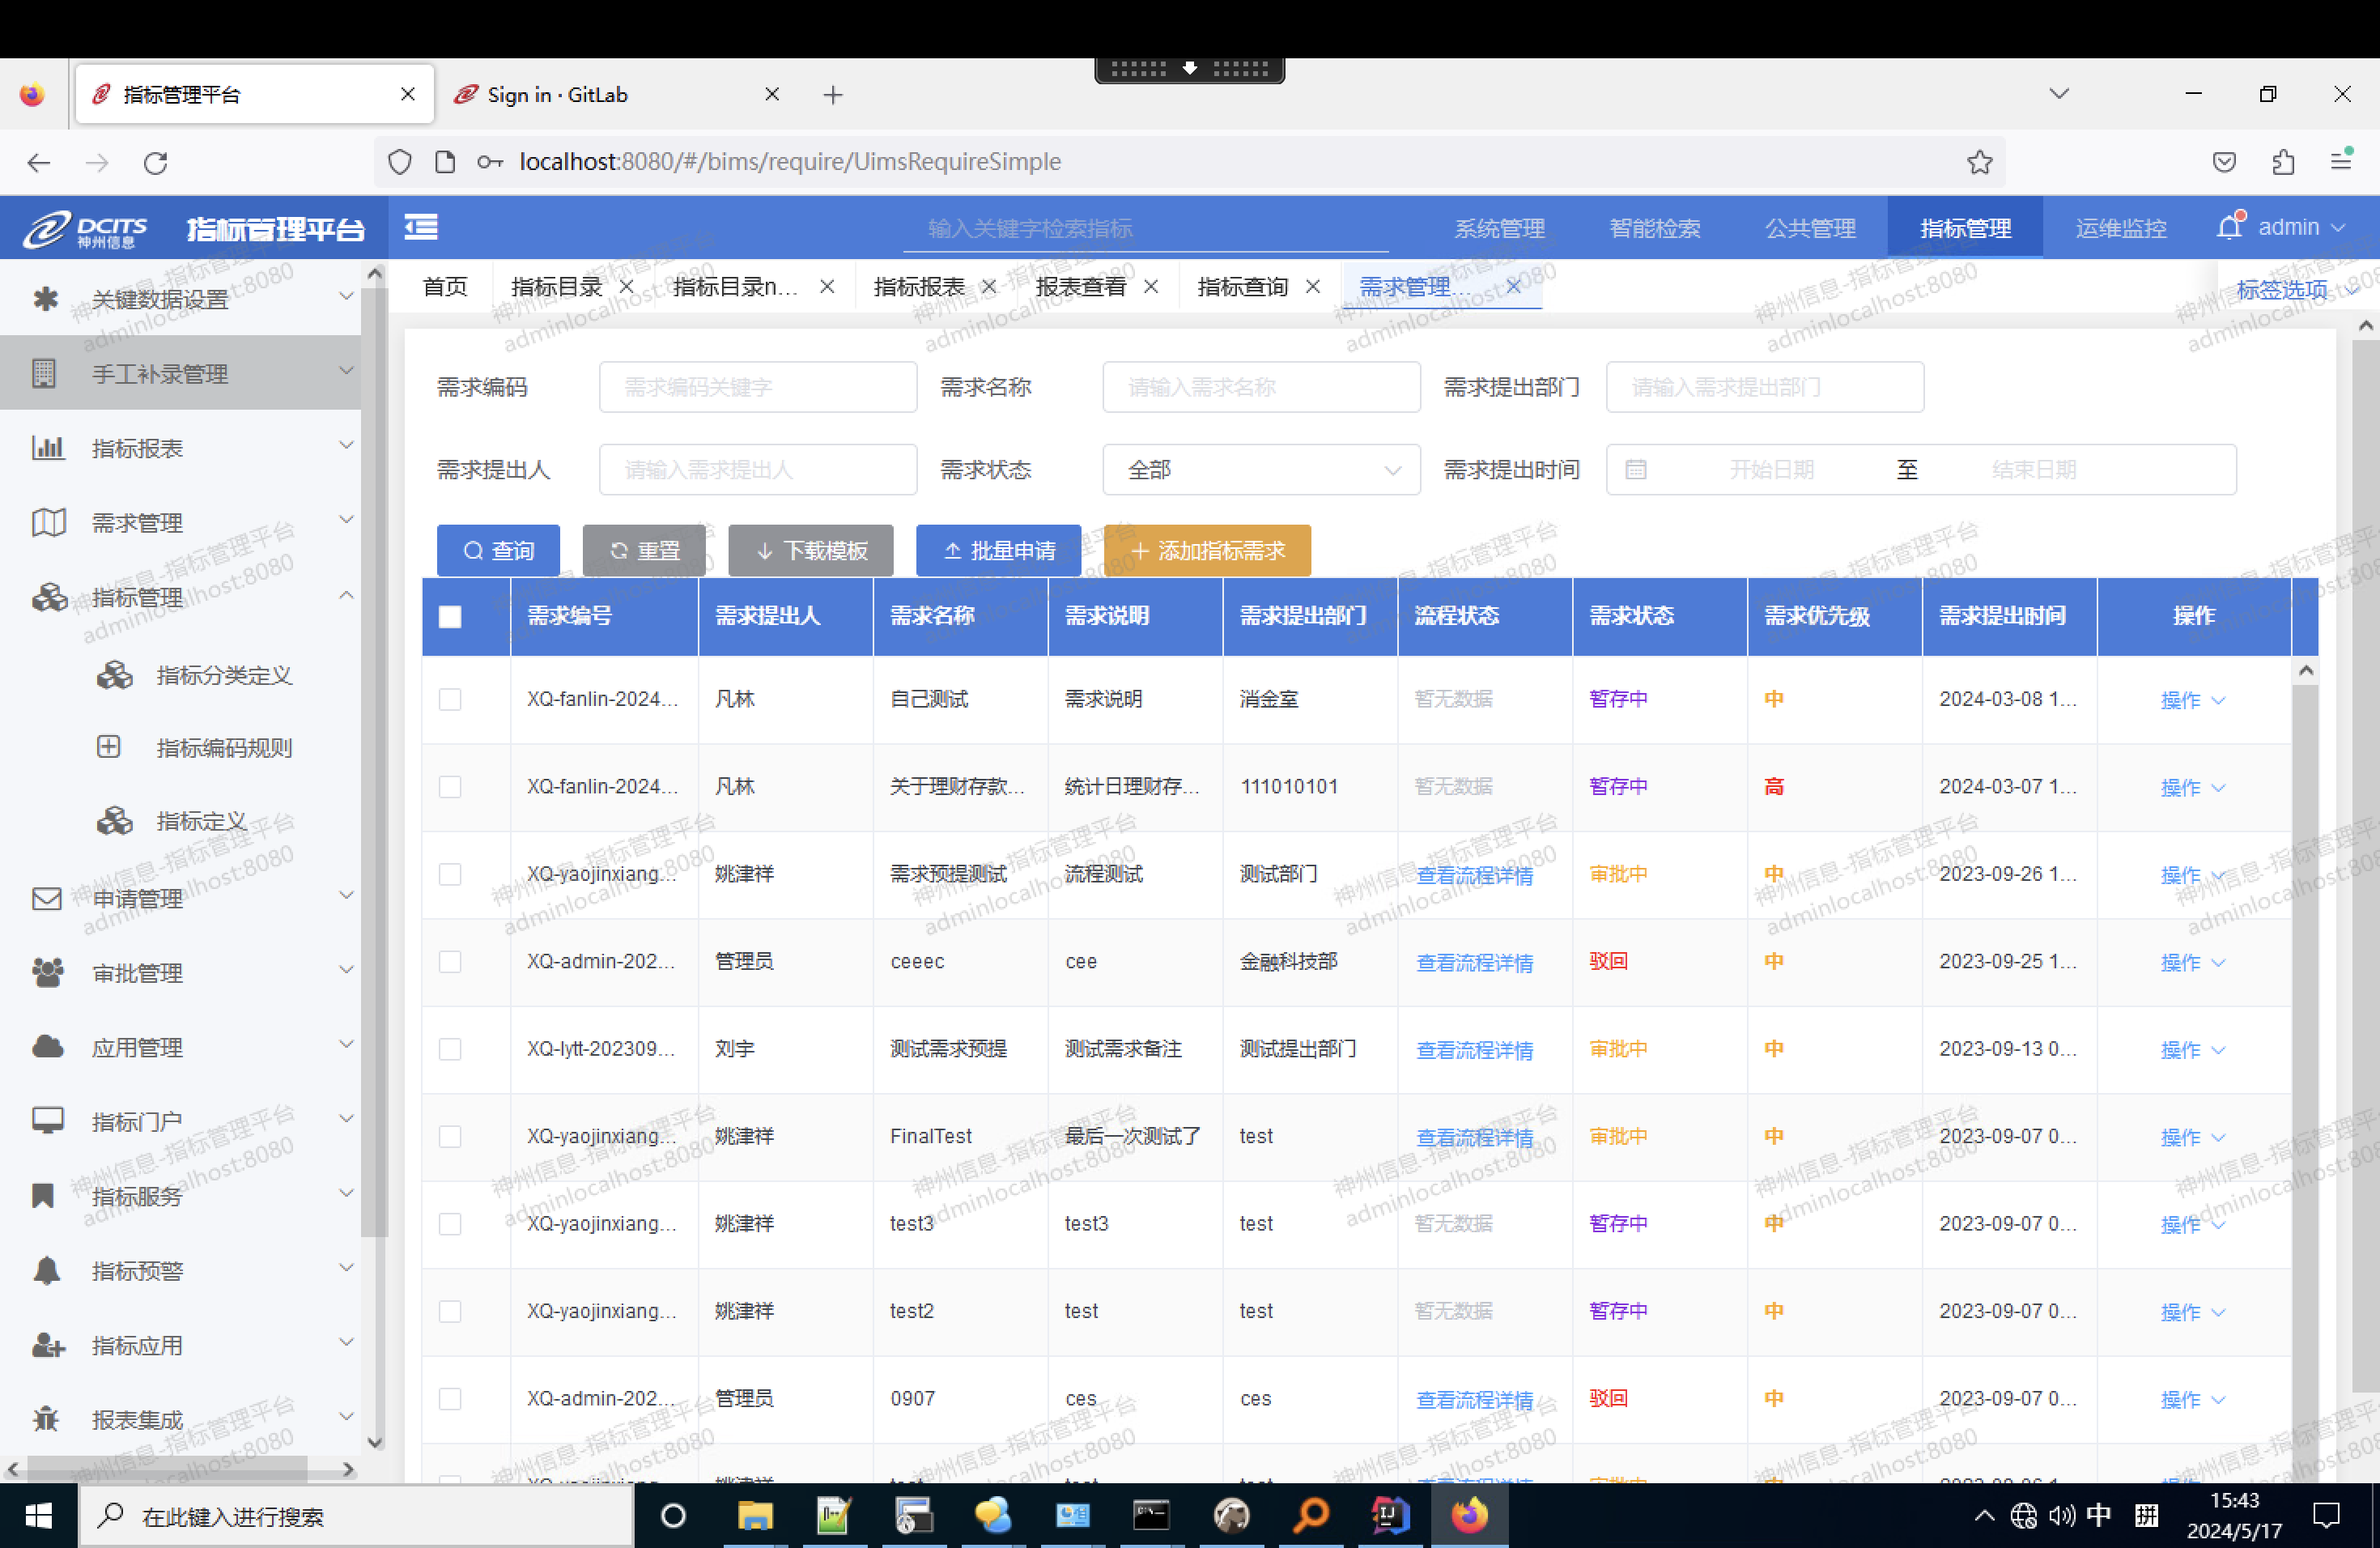 指标管理平台
Sign in · GitLab
localhost:8080/#/bims/require/UimsRequireSimple
DCITS
神州信息
指标管理平台
输入关键字检索指标
系统管理
智能检索
公共管理
指标管理
运维监控
admin
首页
指标目录
指标目录n...
指标报表
报表查看
指标查询
需求管理...
标签选项
关键数据设置
手工补录管理
指标报表
需求管理
指标管理
指标分类定义
指标编码规则
指标定义
申请管理
审批管理
应用管理
指标门户
指标服务
指标预警
指标应用
报表集成
需求编码 需求编码关键字 需求名称 请输入需求名称 需求提出部门 请输入需求提出部门
需求提出人 请输入需求提出人 需求状态 全部 需求提出时间 开始日期 至 结束日期
查询 重置 下载模板 批量申请 添加指标需求
需求编号 需求提出人 需求名称 需求说明 需求提出部门 流程状态 需求状态 需求优先级 需求提出时间 操作
XQ-fanlin-2024... 凡林 自己测试 需求说明 消金室 暂无数据 暂存中 中 2024-03-08 1... 操作
XQ-fanlin-2024... 凡林 关于理财存款... 统计日理财存... 111010101 暂无数据 暂存中 高 2024-03-07 1... 操作
XQ-yaojinxiang... 姚津祥 需求预提测试 流程测试 测试部门 查看流程详情 审批中 中 2023-09-26 1... 操作
XQ-admin-202... 管理员 ceeec cee 金融科技部 查看流程详情 驳回 中 2023-09-25 1... 操作
XQ-lytt-202309... 刘宇 测试需求预提 测试需求备注 测试提出部门 查看流程详情 审批中 中 2023-09-13 0... 操作
XQ-yaojinxiang... 姚津祥 FinalTest 最后一次测试了 test 查看流程详情 审批中 中 2023-09-07 0... 操作
XQ-yaojinxiang... 姚津祥 test3 test3 test 暂无数据 暂存中 中 2023-09-07 0... 操作
XQ-yaojinxiang... 姚津祥 test2 test test 暂无数据 暂存中 中 2023-09-07 0... 操作
XQ-admin-202... 管理员 0907 ces ces 查看流程详情 驳回 中 2023-09-07 0... 操作
神州信息-指标管理平台
adminlocalhost:8080
在此键入进行搜索
中
拼
15:43
2024/5/17